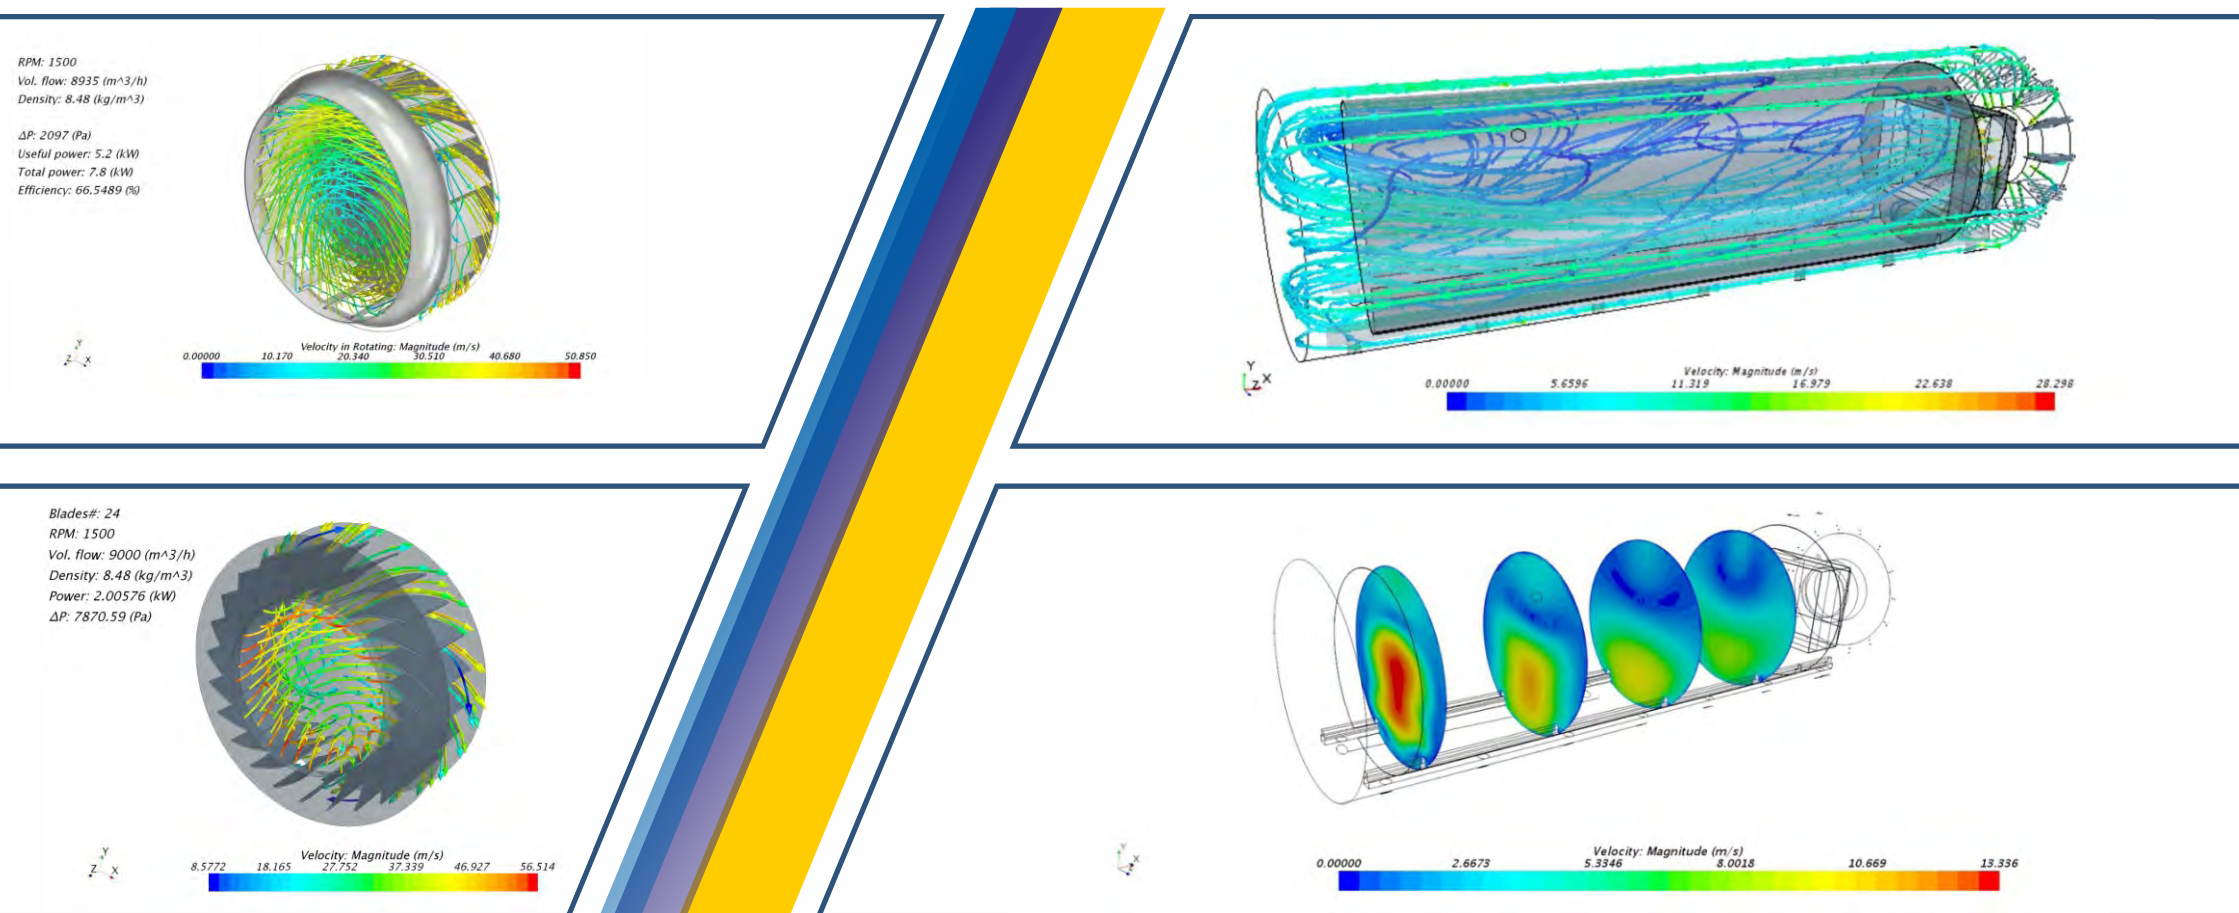 RPM: 1500
Vol. flow: 8935 (m^3/h)
Density: 8.48 (kg/m^3)
ΔP: 2097 (Pa)
Useful power: 5.2 (kW)
Total power: 7.8 (kW)
Efficiency: 66.5489 (%)
Y
Z X
Velocity in Rotating: Magnitude (m/s)
0.00000 10.170 20.340 30.510 40.680 50.850
Y
Z X
Velocity: Magnitude (m/s)
0.00000 5.6596 11.319 16.979 22.638 28.298
Blades#: 24
RPM: 1500
Vol. flow: 9000 (m^3/h)
Density: 8.48 (kg/m^3)
Power: 2.00576 (kW)
ΔP: 7870.59 (Pa)
Y
Z X
Velocity: Magnitude (m/s)
8.5772 18.165 27.752 37.339 46.927 56.514
Y
X
Z
Velocity: Magnitude (m/s)
0.00000 2.6673 5.3346 8.0018 10.669 13.336